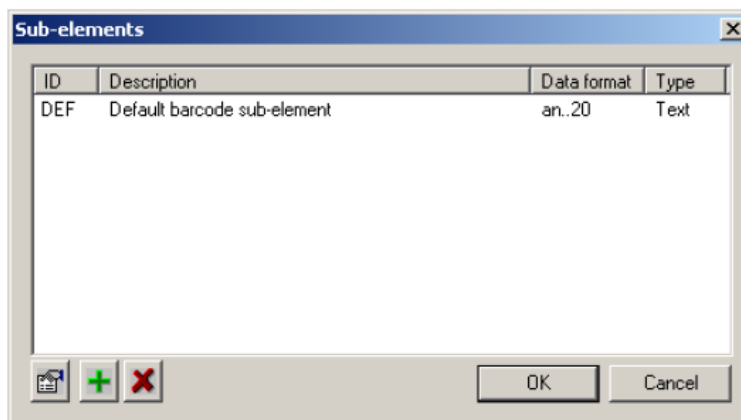 Sub-elements
ID Description Data format Type
DEF Default barcode sub-element an..20 Text
OK Cancel